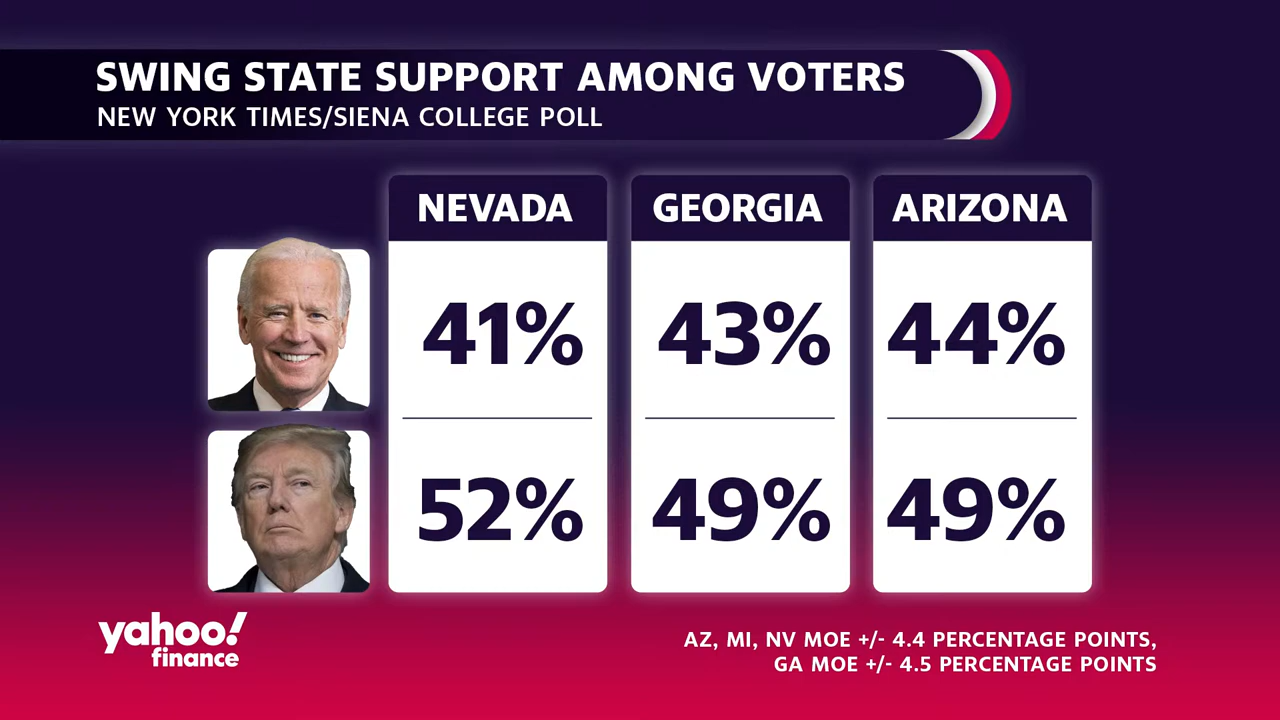 SWING STATE SUPPORT AMONG VOTERS
NEW YORK TIMES/SIENA COLLEGE POLL
NEVADA GEORGIA ARIZONA
41% 43% 44%
52% 49% 49%
yahoo!
finance
AZ, MI, NV MOE +/- 4.4 PERCENTAGE POINTS,
GA MOE +/- 4.5 PERCENTAGE POINTS